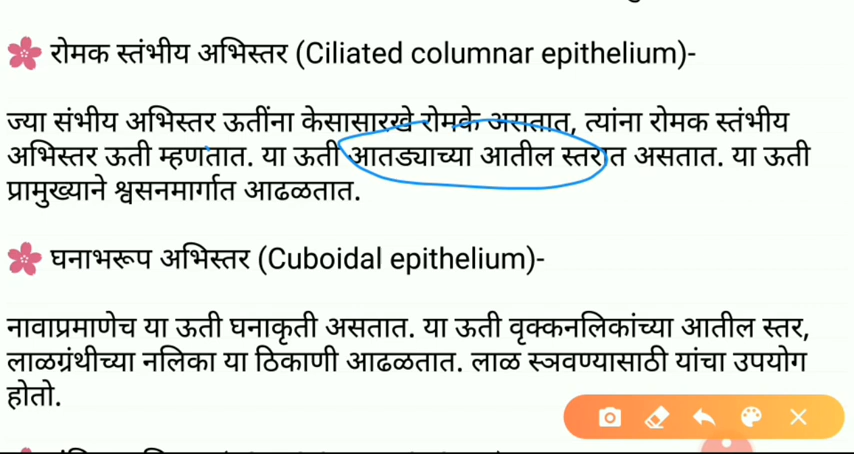 रोमक स्तंभीय अभिस्तर (Ciliated columnar epithelium)-
ज्या संभीय अभिस्तर ऊतींना केसासारखे रोमके असतात, त्यांना रोमक स्तंभीय
अभिस्तर ऊती म्हणतात. या ऊती आतड्याच्या आतील स्तरात असतात. या ऊती
प्रामुख्याने श्वसनमार्गात आढळतात.
घनाभरूप अभिस्तर (Cuboidal epithelium)-
नावाप्रमाणेच या ऊती घनाकृती असतात. या ऊती वृक्कनलिकांच्या आतील स्तर,
लाळग्रंथीच्या नलिका या ठिकाणी आढळतात. लाळ स्त्रवण्यासाठी यांचा उपयोग
होतो.